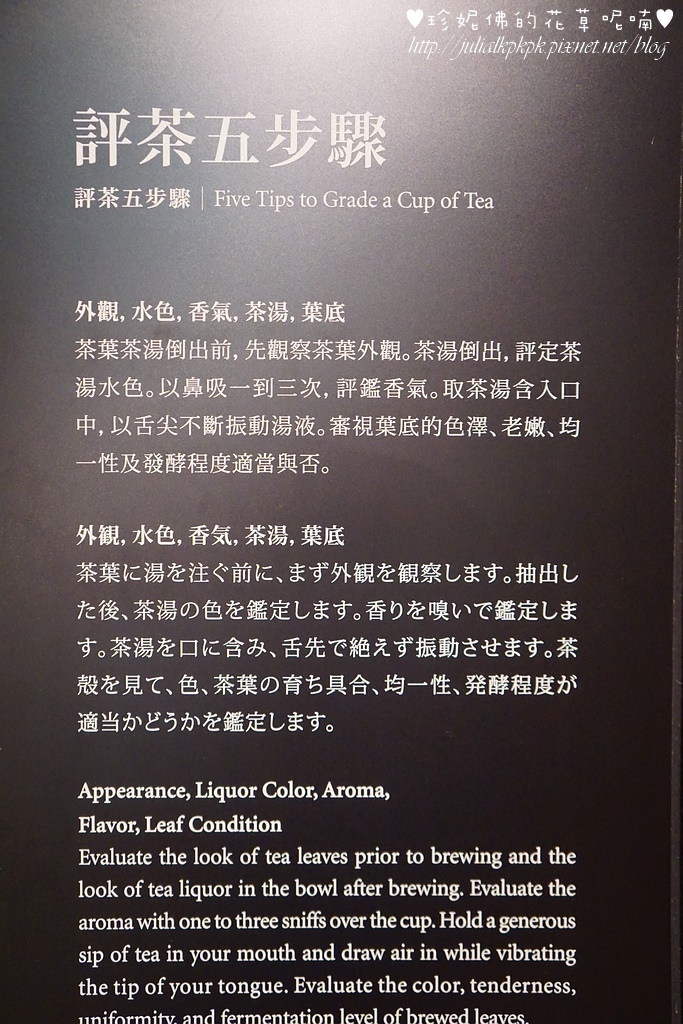 ♥珍妮佛的花草呢喃♥
http://julialkpkpk.pixnet.net/blog
評茶五步驟
評茶五步驟｜Five Tips to Grade a Cup of Tea
外觀, 水色, 香氣, 茶湯, 葉底
茶葉茶湯倒出前, 先觀察茶葉外觀。茶湯倒出, 評定茶
湯水色。以鼻吸一到三次, 評鑑香氣。取茶湯含入口
中, 以舌尖不斷振動湯液。審視葉底的色澤、老嫩、均
一性及發酵程度適當與否。
外観, 水色, 香気, 茶湯, 葉底
茶葉に湯を注ぐ前に、まず外観を観察します。抽出し
た後、茶湯の色を鑑定します。香りを嗅いで鑑定しま
す。茶湯を口に含み、舌先で絶えず振動させます。茶
殻を見て、色、茶葉の育ち具合、均一性、発酵程度が
適当かどうかを鑑定します。
Appearance, Liquor Color, Aroma,
Flavor, Leaf Condition
Evaluate the look of tea leaves prior to brewing and the
look of tea liquor in the bowl after brewing. Evaluate the
aroma with one to three sniffs over the cup. Hold a generous
sip of tea in your mouth and draw air in while vibrating
the tip of your tongue. Evaluate the color, tenderness,
uniformity, and fermentation level of brewed leaves.